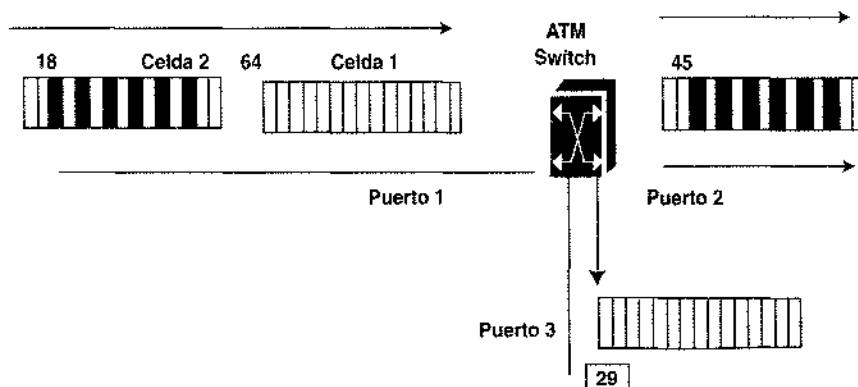 ATM
Switch
18 Celda 2 64 Celda 1
45
Puerto 1
Puerto 2
Puerto 3
29